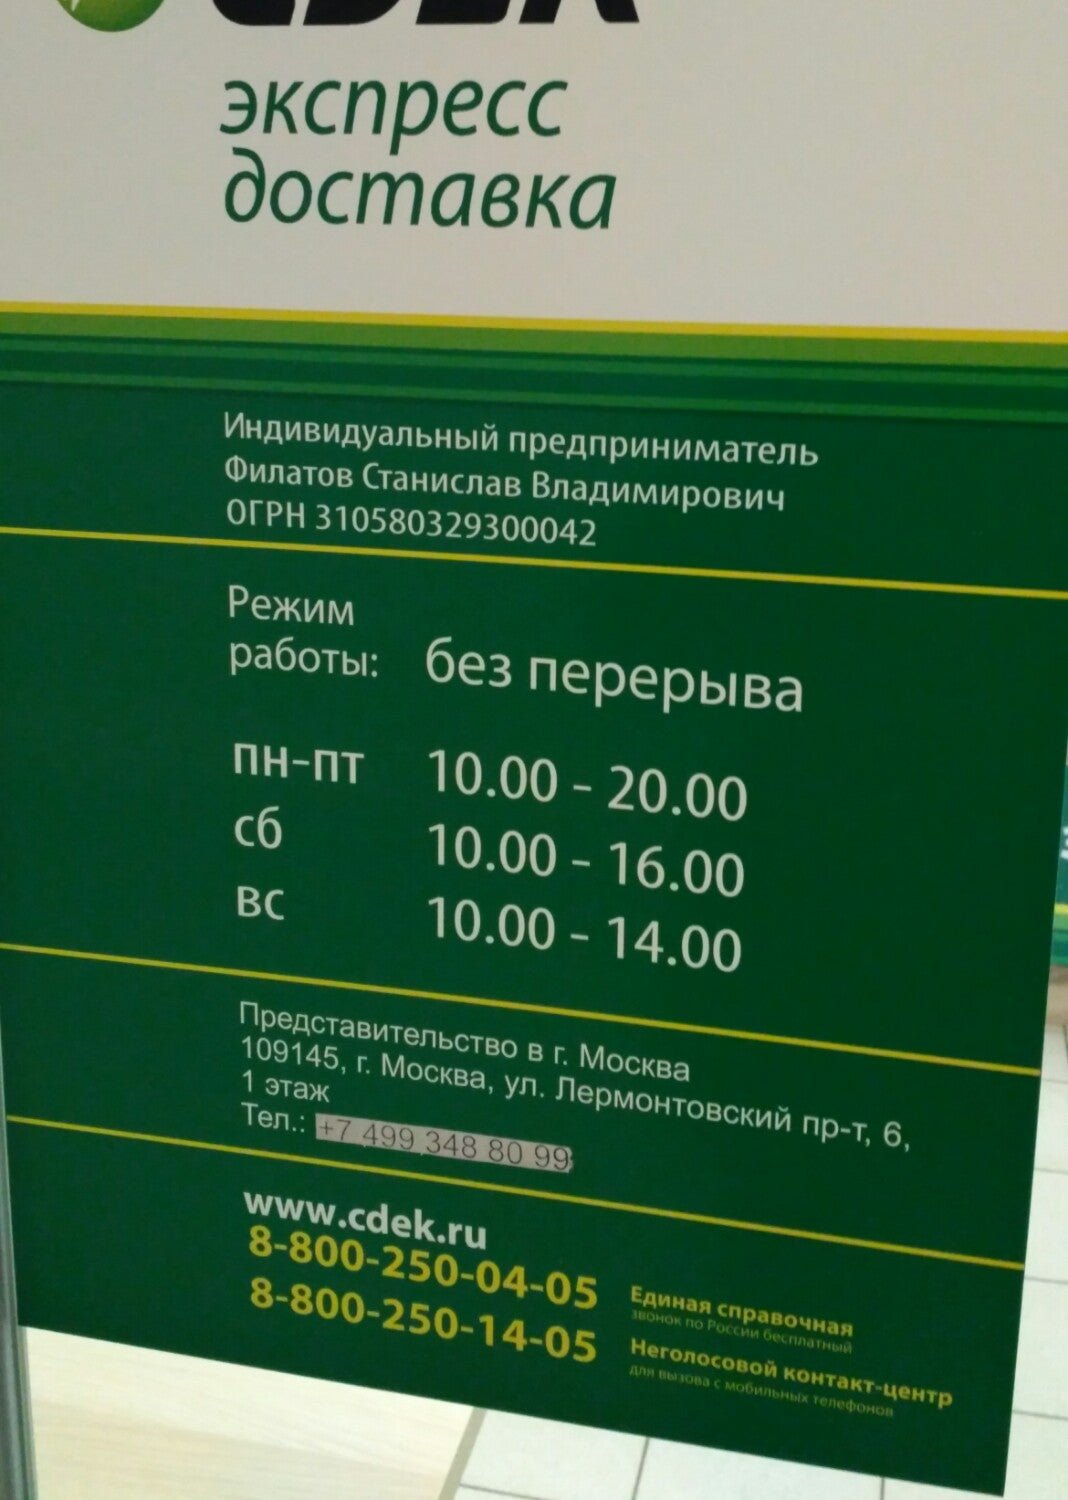 CDEK
экспресс
доставка
Индивидуальный предприниматель
Филатов Станислав Владимирович
ОГРН 310580329300042
Режим
работы: без перерыва
пн-пт 10.00 - 20.00
сб 10.00 - 16.00
вс 10.00 - 14.00
Представительство в г. Москва
109145, г. Москва, ул. Лермонтовский пр-т, 6,
1 этаж
Тел.: +7 499 348 80 99
www.cdek.ru
8-800-250-04-05 Единая справочная
звонок по России бесплатный
8-800-250-14-05 Неголосовой контакт-центр
для вызова с мобильных телефонов